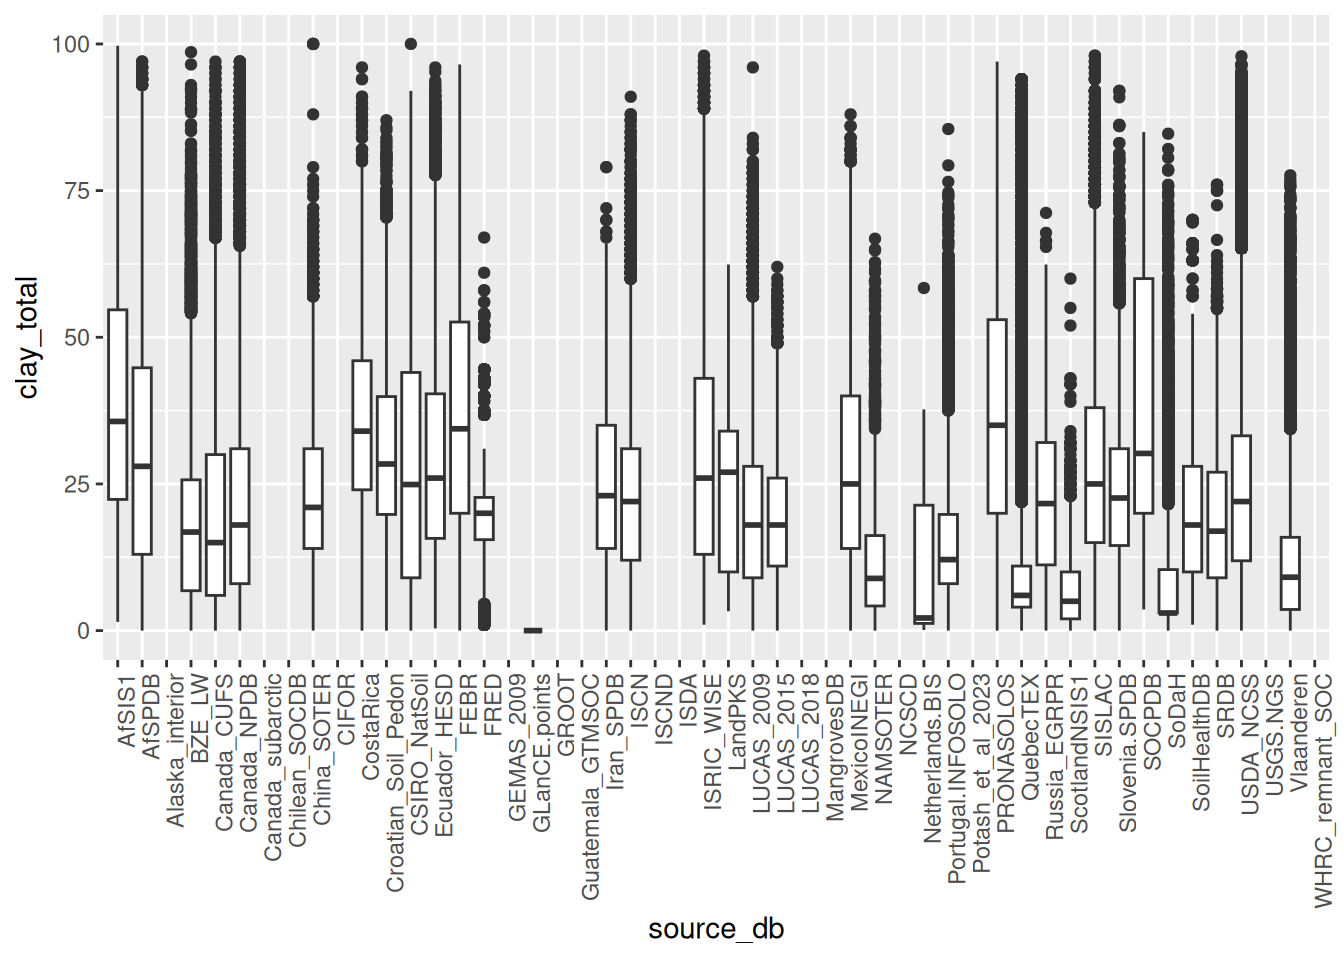 100
75
50
25
0
clay_total
AfSIS1
AfSPDB
Alaska_interior
BZE_LW
Canada_CUFS
Canada_NPDB
Canada_subarctic
Chilean_SOCDB
China_SOTER
CIFOR
CostaRica
Croatian_Soil_Pedon
CSIRO_NatSoil
Ecuador_HESD
FEBR
FRED
GEMAS_2009
GLanCE.points
GROOT
Guatemala_GTMSOC
Iran_SPDB
ISCN
ISCND
ISDA
ISRIC_WISE
LandPKS
LUCAS_2009
LUCAS_2015
LUCAS_2018
MangrovesDB
MexicoINEGI
NAMSOTER
NCSCD
Netherlands.BIS
Portugal.INFOSOLO
Potash_et_al_2023
PRONASOLOS
QuebecTEX
Russia_EGRPR
ScotlandNSIS1
SISLAC
Slovenia.SPDB
SOCPDB
SoDaH
SoilHealthDB
SRDB
USDA_NCSS
USGS.NGS
Vlaanderen
WHRC_remnant_SOC
source_db